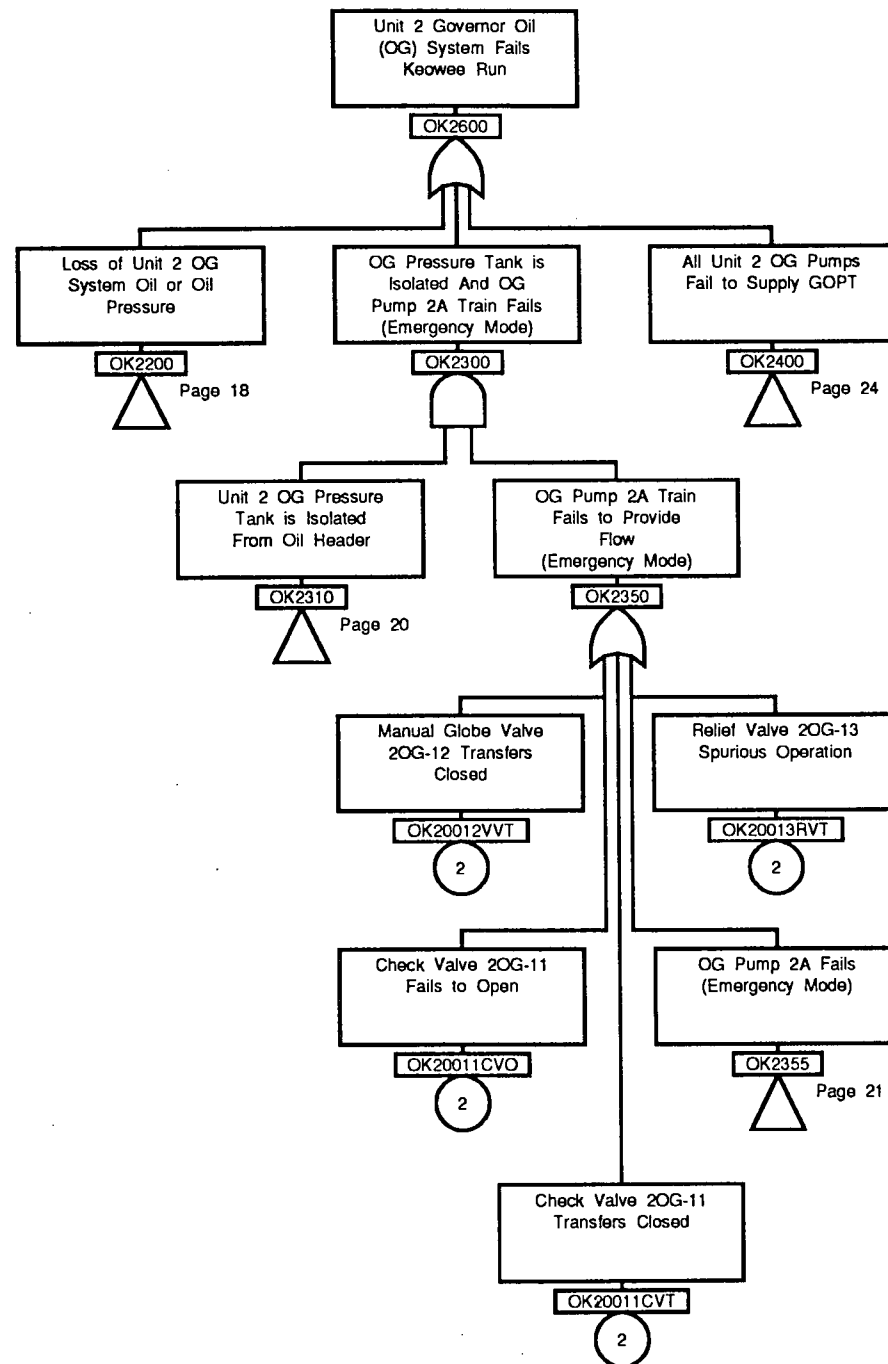 Unit 2 Governor Oil
(OG) System Fails
Keowee Run
OK2600
Loss of Unit 2 OG
System Oil or Oil
Pressure
OK2200
Page 18
OG Pressure Tank is
Isolated And OG
Pump 2A Train Fails
(Emergency Mode)
OK2300
All Unit 2 OG Pumps
Fail to Supply GOPT
OK2400
Page 24
Unit 2 OG Pressure
Tank is Isolated
From Oil Header
OK2310
Page 20
OG Pump 2A Train
Fails to Provide
Flow
(Emergency Mode)
OK2350
Manual Globe Valve
2OG-12 Transfers
Closed
OK20012VVT
2
Relief Valve 2OG-13
Spurious Operation
OK20013RVT
2
Check Valve 2OG-11
Fails to Open
OK20011CVO
2
OG Pump 2A Fails
(Emergency Mode)
OK2355
Page 21
Check Valve 2OG-11
Transfers Closed
OK20011CVT
2